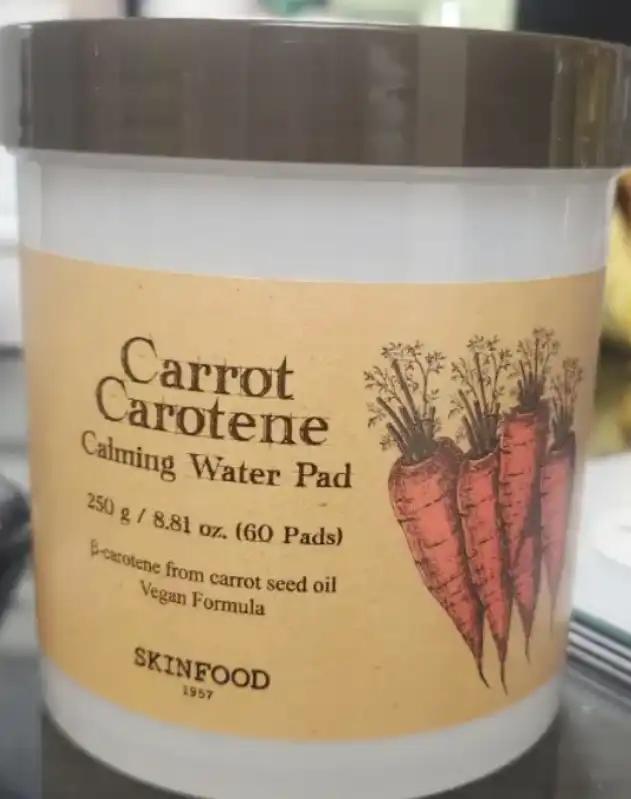 Carrot
Carotene
Calming Water Pad
250 g / 8.81 oz. (60 Pads)
β-carotene from carrot seed oil
Vegan Formula
SKINFOOD
1957